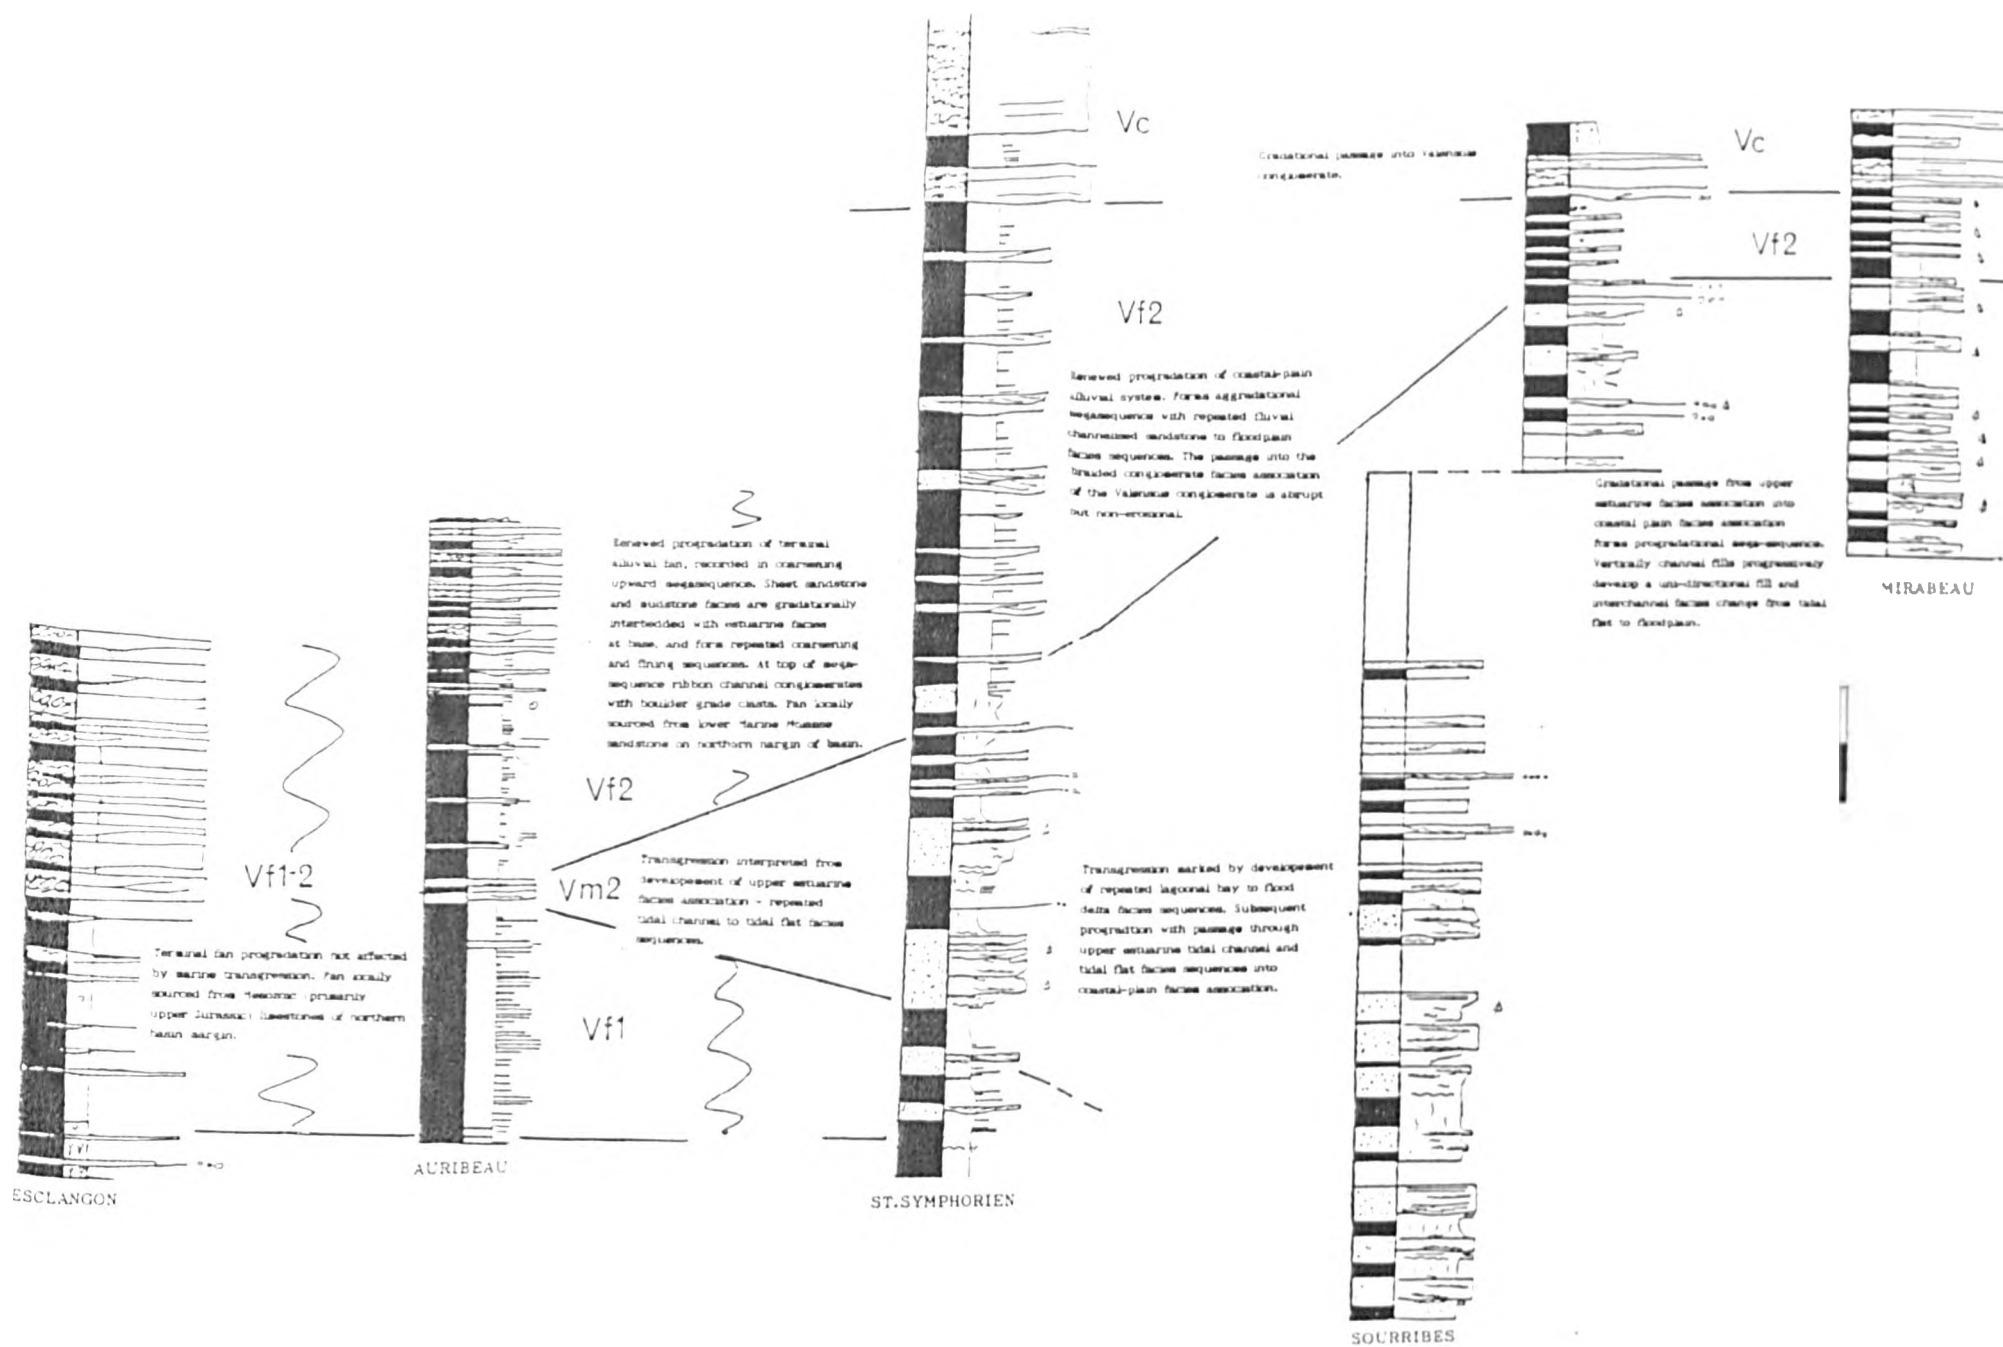 Vc
Gradational passage into Valensole
conglomerate.
Vc
Vf2
Vf2
Renewed progradation of coastal-plain
alluvial system. Forms aggradational
megasequence with repeated fluvial
channelised sandstone to floodplain
facies sequences. The passage into the
braided conglomerate facies association
of the Valensole conglomerate is abrupt
but non-erosional.
Gradational passage from upper
estuarine facies association into
coastal plain facies association
forms progradational mega-sequence.
Vertically channel fills progressively
develop a uni-directional fill and
interchannel facies change from tidal
flat to floodplain.
MIRABEAU
Renewed progradation of terminal
alluvial fan, recorded in coarsening
upward megasequence. Sheet sandstone
and mudstone facies are gradationally
interbedded with estuarine facies
at base, and form repeated coarsening
and fining sequences. At top of mega-
sequence ribbon channel conglomerates
with boulder grade clasts. Fan locally
sourced from lower Marine Molasse
sandstone on northern margin of basin.
Vf2
Vf1-2
Vm2
Transgression interpreted from
developement of upper estuarine
facies association - repeated
tidal channel to tidal flat facies
sequences.
Transgression marked by developement
of repeated lagoonal bay to flood
delta facies sequences. Subsequent
progradtion with passage through
upper estuarine tidal channel and
tidal flat facies sequences into
coastal-plain facies association.
Terminal fan progradation not affected
by marine transgression. Fan locally
sourced from Mesozoic (primarily
upper Jurassic) limestones of northern
basin margin.
Vf1
AURIBEAU
ESCLANGON
ST.SYMPHORIEN
SOURRIBES